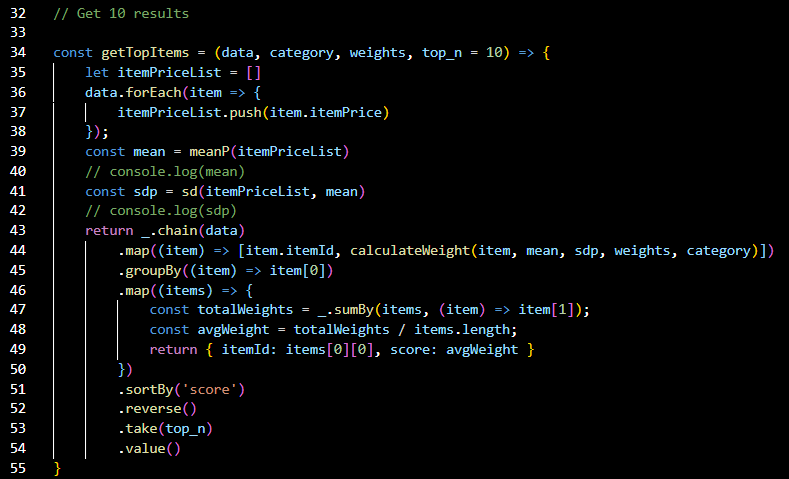 32 // Get 10 results
33
34 const getTopItems = (data, category, weights, top_n = 10) => {
35     let itemPriceList = []
36     data.forEach(item => {
37         itemPriceList.push(item.itemPrice)
38     });
39     const mean = meanP(itemPriceList)
40     // console.log(mean)
41     const sdp = sd(itemPriceList, mean)
42     // console.log(sdp)
43     return _.chain(data)
44         .map((item) => [item.itemId, calculateWeight(item, mean, sdp, weights, category)])
45         .groupBy((item) => item[0])
46         .map((items) => {
47             const totalWeights = _.sumBy(items, (item) => item[1]);
48             const avgWeight = totalWeights / items.length;
49             return { itemId: items[0][0], score: avgWeight }
50         })
51         .sortBy('score')
52         .reverse()
53         .take(top_n)
54         .value()
55 }